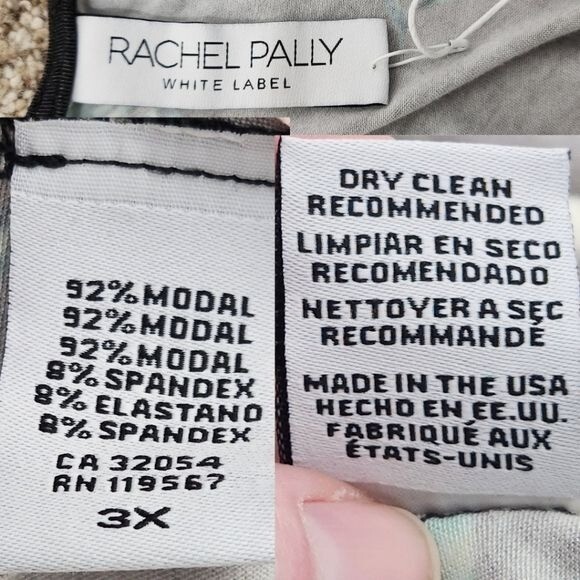 RACHEL PALLY
WHITE LABEL
92% MODAL
92% MODAL
92% MODAL
8% SPANDEX
8% ELASTANO
8% SPANDEX
CA 32054
RN 119567
3X
DRY CLEAN
RECOMMENDED
LIMPIAR EN SECO
RECOMENDADO
NETTOYER A SEC
RECOMMANDÉ
MADE IN THE USA
HECHO EN EE.UU.
FABRIQUÉ AUX
ÉTATS-UNIS